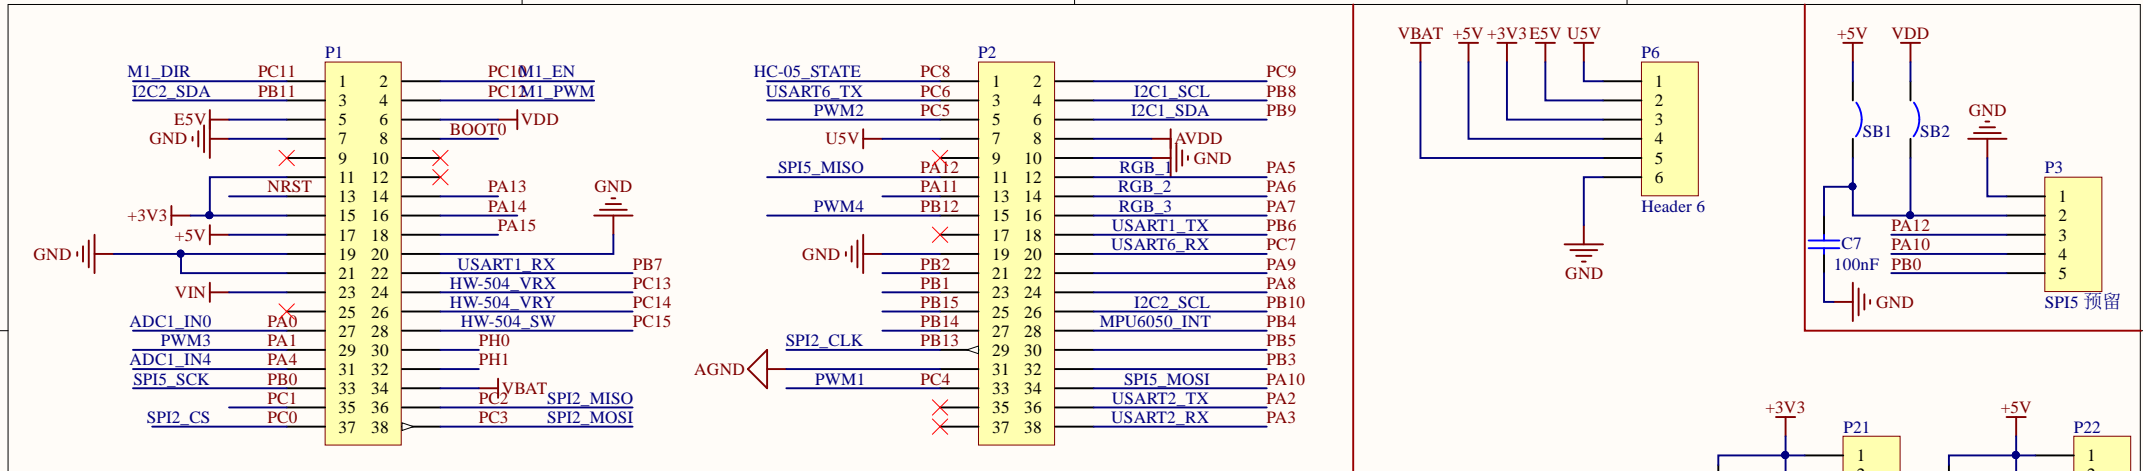 P1
M1_DIR PC11 1 2 PC10 M1_EN
I2C2_SDA PB11 3 4 PC12 M1_PWM
E5V 5 6 VDD
GND 7 8 BOOT0
9 10
11 12
NRST 13 14 PA13
+3V3 15 16 PA14
+5V 17 18 PA15
GND
GND 19 20
21 22 USART1_RX PB7
VIN 23 24 HW-504_VRX PC13
25 26 HW-504_VRY PC14
ADC1_IN0 PA0 27 28 HW-504_SW PC15
PWM3 PA1 29 30 PH0
ADC1_IN4 PA4 31 32 PH1
SPI5_SCK PB0 33 34 VBAT
PC1 35 36 PC2 SPI2_MISO
SPI2_CS PC0 37 38 PC3 SPI2_MOSI
P2
HC-05_STATE PC8 1 2 PC9
USART6_TX PC6 3 4 I2C1_SCL PB8
PWM2 PC5 5 6 I2C1_SDA PB9
U5V 7 8 AVDD
9 10 GND
SPI5_MISO PA12 11 12 RGB_1 PA5
PA11 13 14 RGB_2 PA6
PWM4 PB12 15 16 RGB_3 PA7
17 18 USART1_TX PB6
GND 19 20 USART6_RX PC7
PB2 21 22 PA9
PB1 23 24 PA8
PB15 25 26 I2C2_SCL PB10
PB14 27 28 MPU6050_INT PB4
SPI2_CLK PB13 29 30 PB5
AGND 31 32 PB3
PWM1 PC4 33 34 SPI5_MOSI PA10
35 36 USART2_TX PA2
37 38 USART2_RX PA3
VBAT +5V +3V3 E5V U5V
P6
1
2
3
4
5
6
Header 6
GND
+5V VDD
SB1 SB2
GND
P3
1
2
PA12 3
PA10 4
PB0 5
SPI5 预留
C7
100nF
GND
+3V3
P21
1
+5V
P22
1